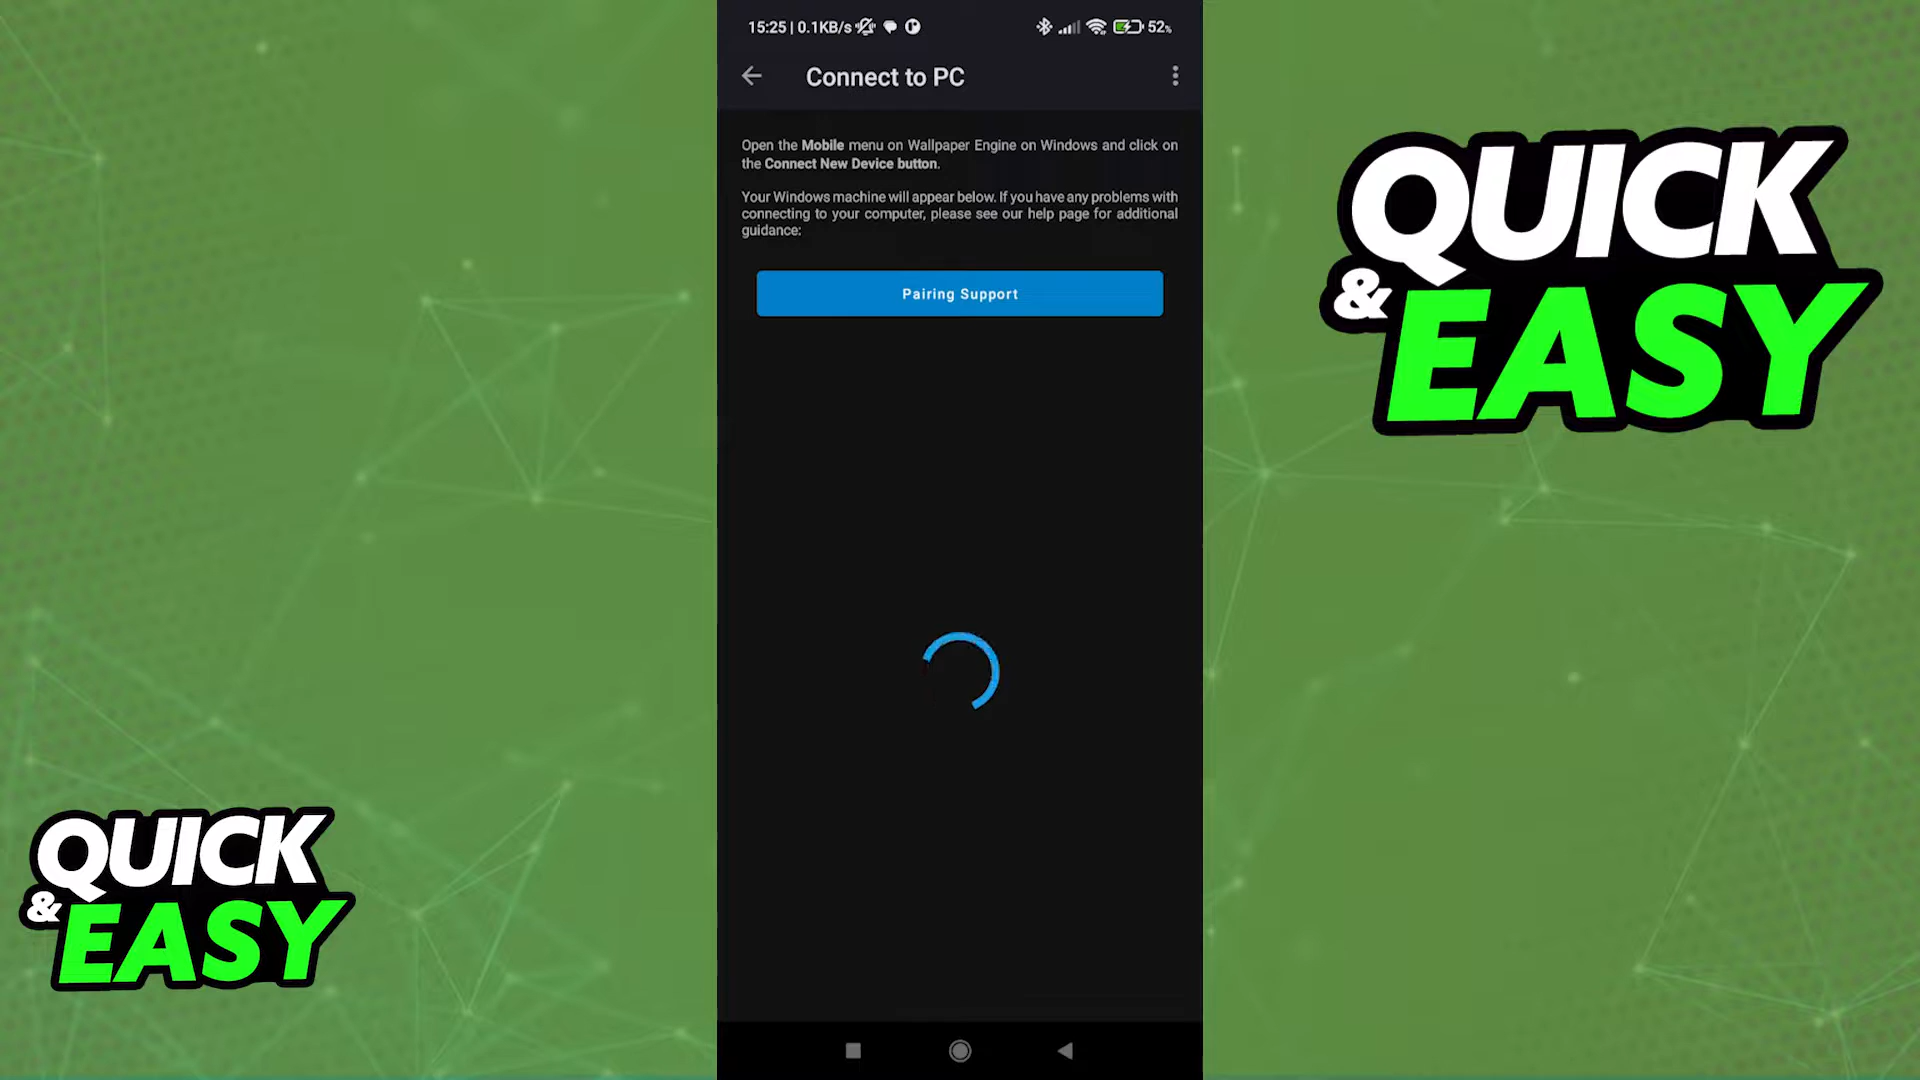 15:25 | 0.1KB/s
52%
Connect to PC
Open the Mobile menu on Wallpaper Engine on Windows and click on
the Connect New Device button.
Your Windows machine will appear below. If you have any problems with
connecting to your computer, please see our help page for additional
guidance:
Pairing Support
QUICK
& EASY
QUICK
& EASY